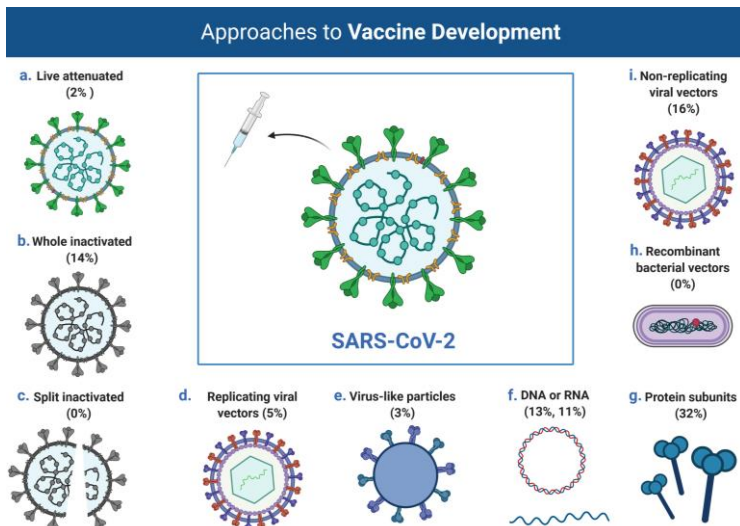 Approaches to Vaccine Development
a. Live attenuated
(2% )
b. Whole inactivated
(14%)
c. Split inactivated
(0%)
d. Replicating viral
vectors (5%)
e. Virus-like particles
(3%)
f. DNA or RNA
(13%, 11%)
g. Protein subunits
(32%)
h. Recombinant
bacterial vectors
(0%)
i. Non-replicating
viral vectors
(16%)
SARS-CoV-2